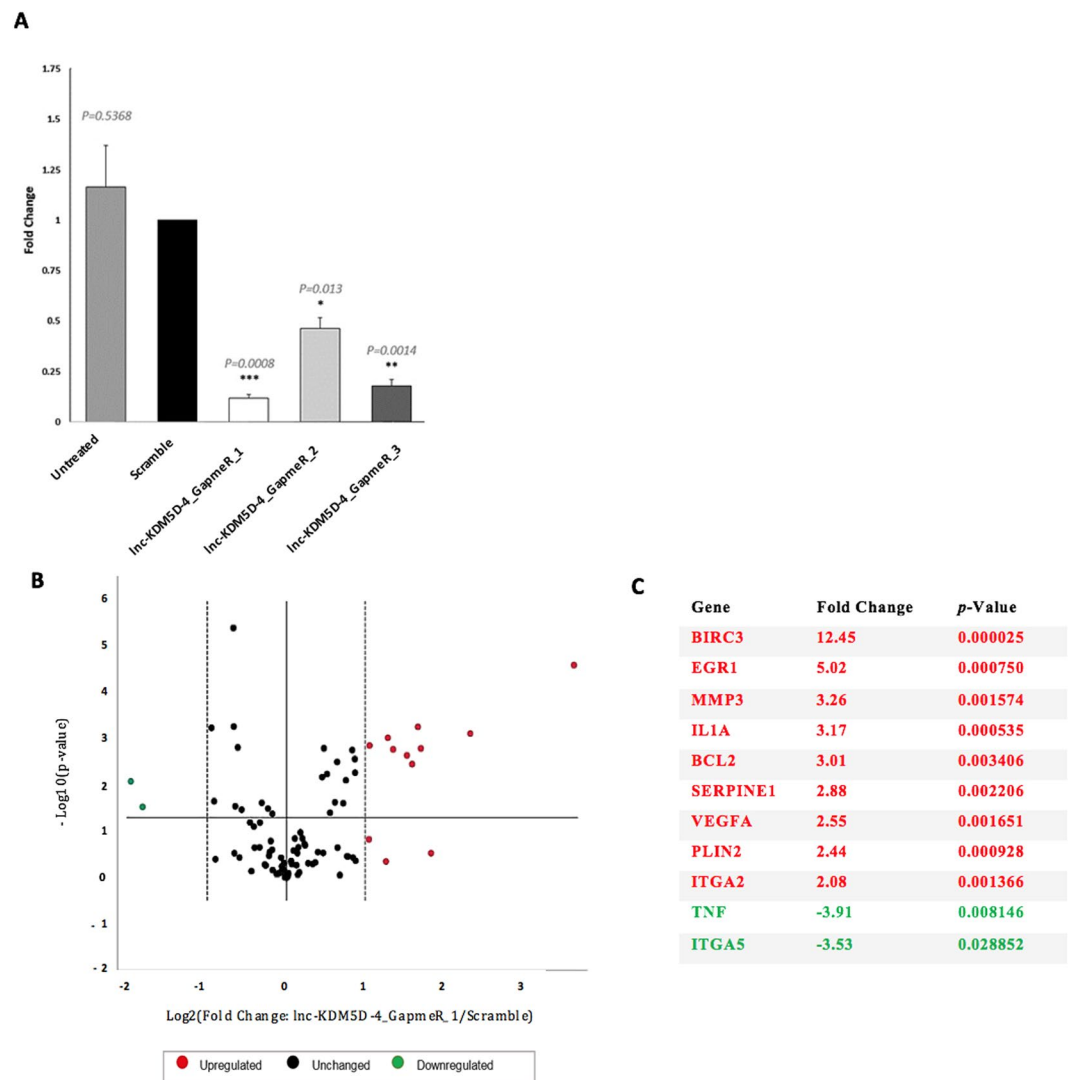 A
1.75
1.5
1.25
1
0.75
0.5
0.25
0
Fold Change
P=0.5368
P=0.0008
***
P=0.013
*
P=0.0014
**
Untreated
Scramble
lnc-KDM5D-4_GapmeR_1
lnc-KDM5D-4_GapmeR_2
lnc-KDM5D-4_GapmeR_3
B
6
5
4
3
2
1
0
- 1
- 2
- Log10(p-value)
-2 -1 0 1 2 3
Log2(Fold Change: lnc-KDM5D-4_GapmeR_1/Scramble)
Upregulated Unchanged Downregulated
C
Gene Fold Change p-Value
BIRC3 12.45 0.000025
EGR1 5.02 0.000750
MMP3 3.26 0.001574
IL1A 3.17 0.000535
BCL2 3.01 0.003406
SERPINE1 2.88 0.002206
VEGFA 2.55 0.001651
PLIN2 2.44 0.000928
ITGA2 2.08 0.001366
TNF -3.91 0.008146
ITGA5 -3.53 0.028852